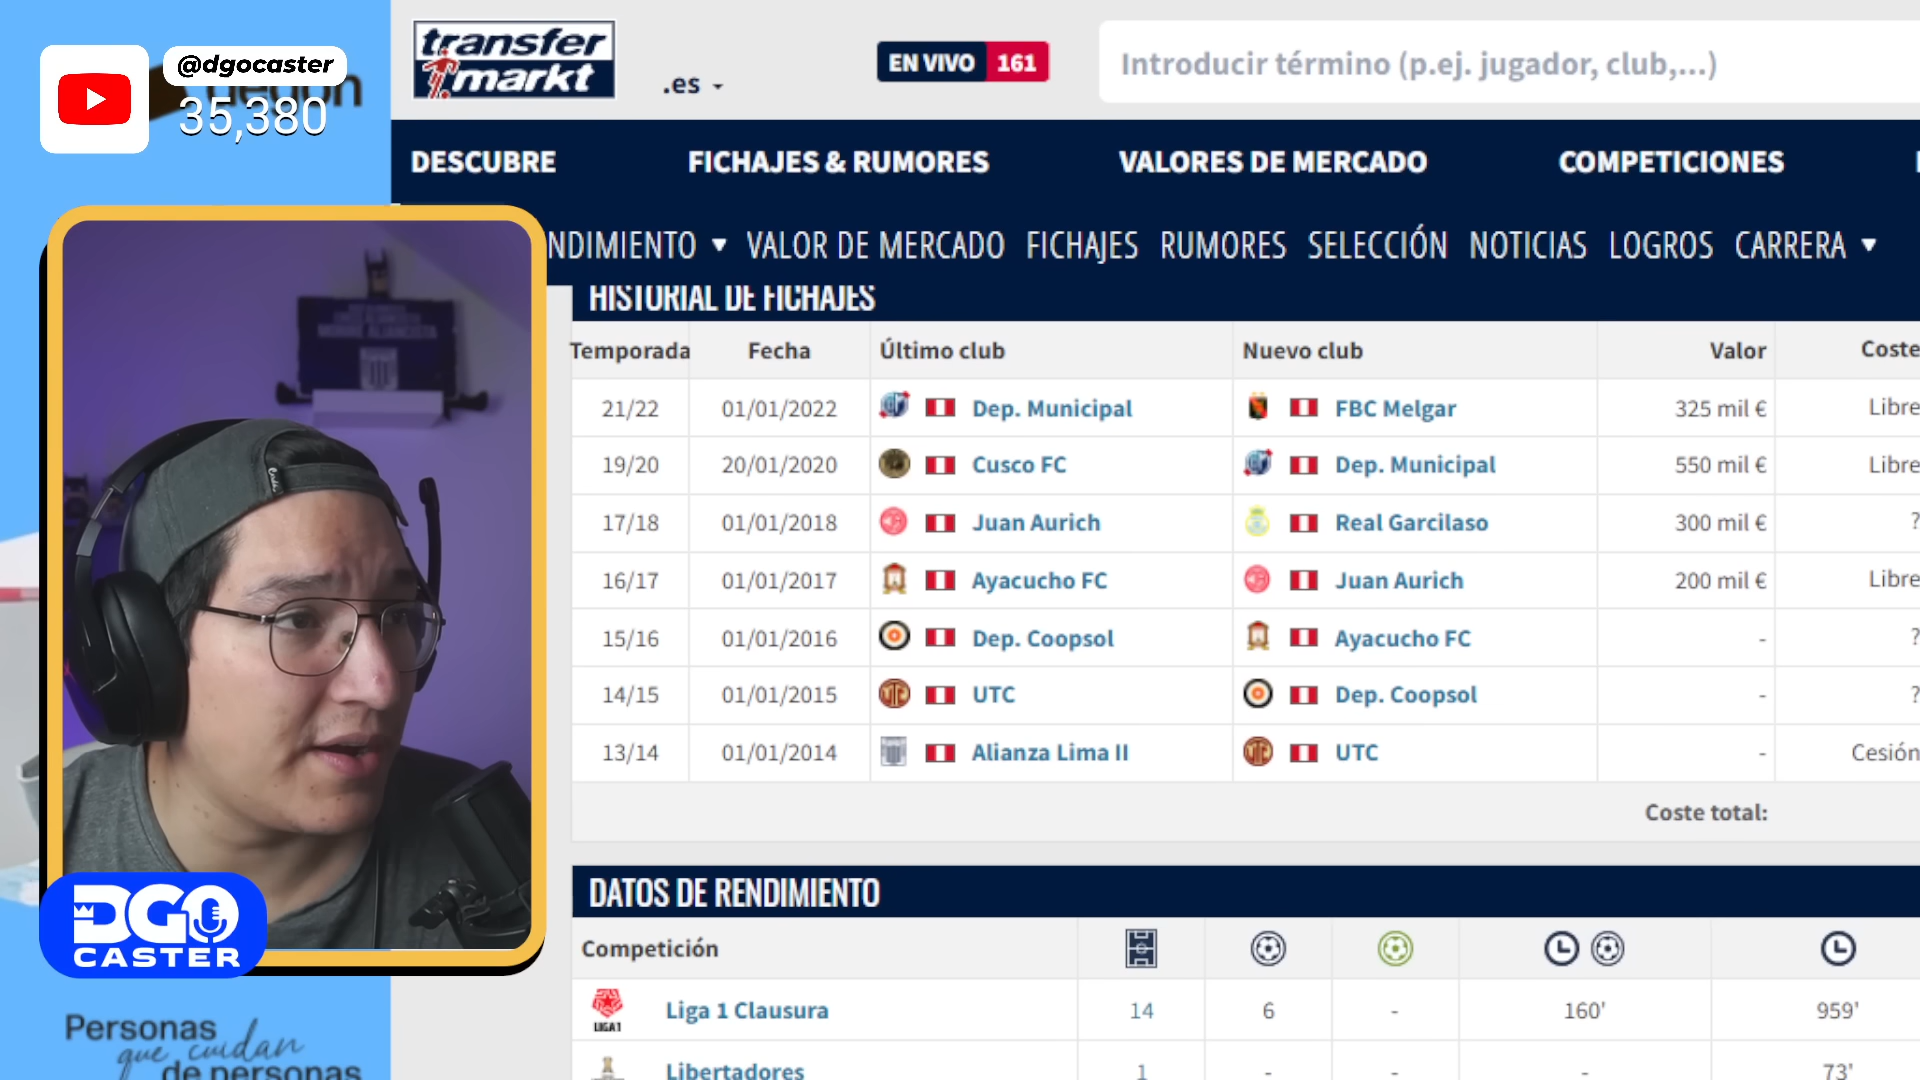 @dgocaster
35,380
transfer
markt
.es
EN VIVO 161
Introducir término (p.ej. jugador, club,...)
DESCUBRE FICHAJES & RUMORES VALORES DE MERCADO COMPETICIONES
NDIMIENTO VALOR DE MERCADO FICHAJES RUMORES SELECCIÓN NOTICIAS LOGROS CARRERA
HISTORIAL DE FICHAJES
Temporada Fecha Último club Nuevo club Valor Coste
21/22 01/01/2022 Dep. Municipal FBC Melgar 325 mil € Libre
19/20 20/01/2020 Cusco FC Dep. Municipal 550 mil € Libre
17/18 01/01/2018 Juan Aurich Real Garcilaso 300 mil € ?
16/17 01/01/2017 Ayacucho FC Juan Aurich 200 mil € Libre
15/16 01/01/2016 Dep. Coopsol Ayacucho FC - ?
14/15 01/01/2015 UTC Dep. Coopsol - ?
13/14 01/01/2014 Alianza Lima II UTC - Cesión
Coste total:
DATOS DE RENDIMIENTO
Competición
LIGA1 Liga 1 Clausura 14 6 - 160' 959'
Libertadores 1 - - - 73'
DGO
CASTER
Personas
que cuidan
de personas